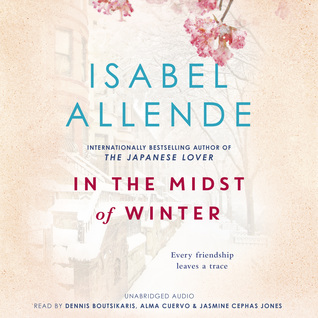 ISABEL
ALLENDE
INTERNATIONALLY BESTSELLING AUTHOR OF
THE JAPANESE LOVER
IN THE MIDST
of WINTER
Every friendship
leaves a trace
UNABRIDGED AUDIO
READ BY DENNIS BOUTSIKARIS, ALMA CUERVO & JASMINE CEPHAS JONES